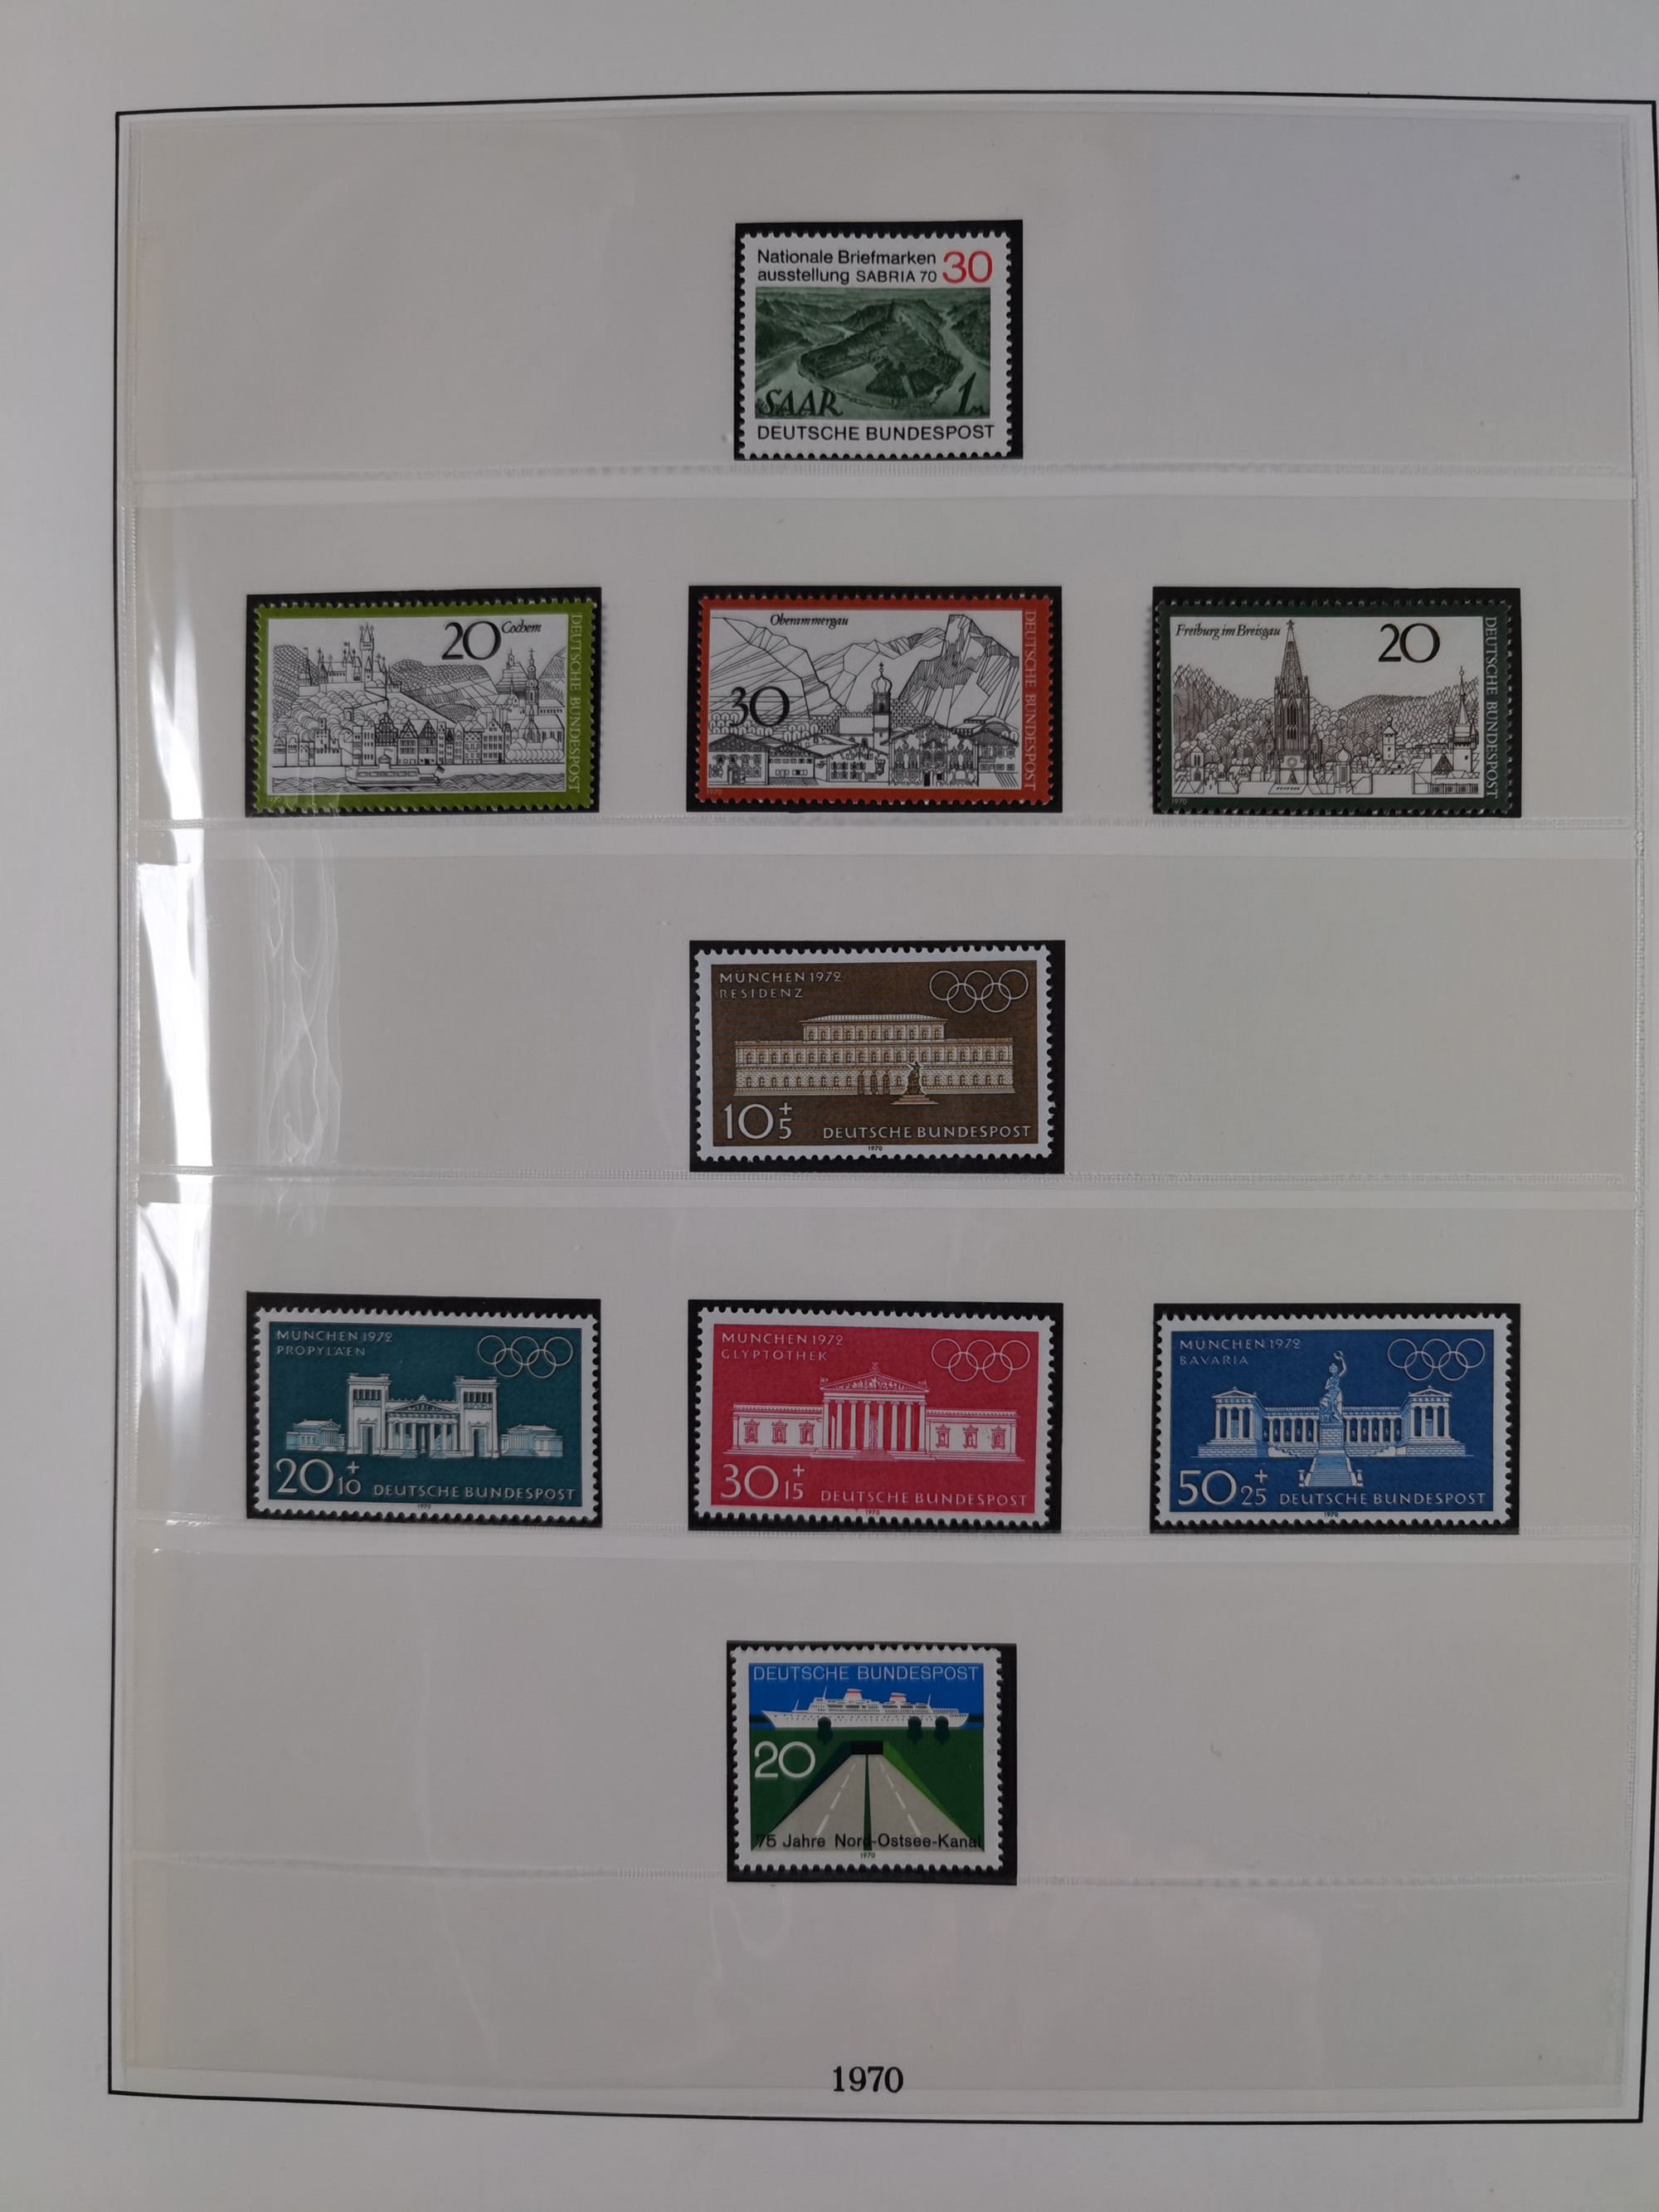 Nationale Briefmarken 30
ausstellung SABRIA 70
SAAR 1M
DEUTSCHE BUNDESPOST
20 Cochem
DEUTSCHE BUNDESPOST
1970
Oberammergau
30
DEUTSCHE BUNDESPOST
1970
Freiburg im Breisgau 20
DEUTSCHE BUNDESPOST
1970
MÜNCHEN 1972
RESIDENZ
10+5 DEUTSCHE BUNDESPOST
1970
MÜNCHEN 1972
PROPYLÄEN
20+10 DEUTSCHE BUNDESPOST
1970
MÜNCHEN 1972
GLYPTOTHEK
30+15 DEUTSCHE BUNDESPOST
1970
MÜNCHEN 1972
BAVARIA
50+25 DEUTSCHE BUNDESPOST
1970
DEUTSCHE BUNDESPOST
20
75 Jahre Nord-Ostsee-Kanal
1970
1970